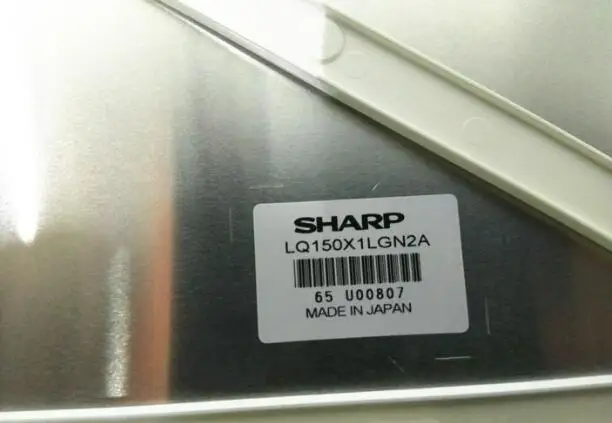 SHARP
LQ150X1LGN2A
65 U00807
MADE IN JAPAN